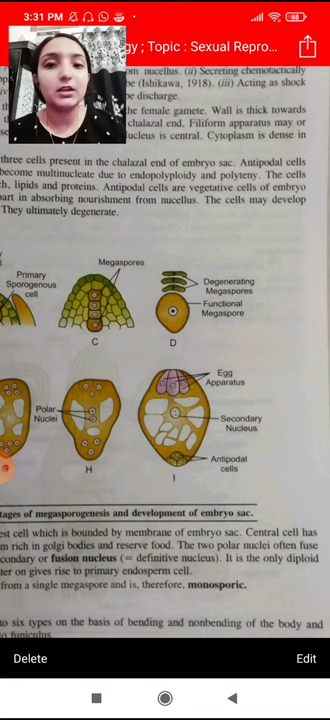 3:31 PM
68
gy ; Topic : Sexual Repro...
om nucellus. (ii) Secreting chemotactically
be (Ishikawa, 1918). (iii) Acting as shock
be discharge.
he female gamete. Wall is thick towards
chalazal end. Filiform apparatus may or
ucleus is central. Cytoplasm is dense in
three cells present in the chalazal end of embryo sac. Antipodal cells
become multinucleate due to endopolyploidy and polyteny. The cells
ch, lipids and proteins. Antipodal cells are vegetative cells of embryo
part in absorbing nourishment from nucellus. The cells may develop
They ultimately degenerate.
Primary
Sporogenous
cell
Megaspores
C
Degenerating
Megaspores
Functional
Megaspore
D
Polar
Nuclei
H
Egg
Apparatus
Secondary
Nucleus
Antipodal
cells
I
tages of megasporogenesis and development of embryo sac.
est cell which is bounded by membrane of embryo sac. Central cell has
m rich in golgi bodies and reserve food. The two polar nuclei often fuse
condary or fusion nucleus (= definitive nucleus). It is the only diploid
ter on gives rise to primary endosperm cell.
from a single megaspore and is, therefore, monosporic.
to six types on the basis of bending and nonbending of the body and
o funiculus.
Delete
Edit